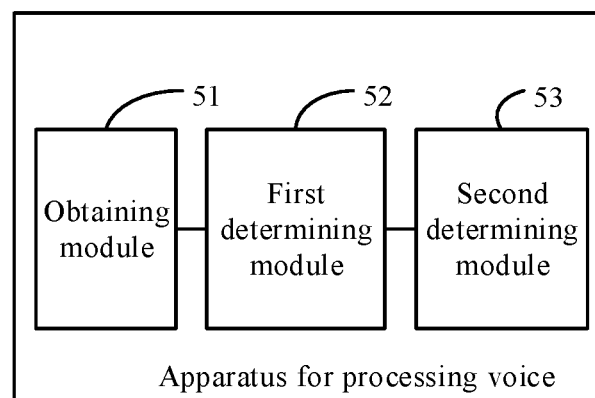 51
52
53
Obtaining
module
First
determining
module
Second
determining
module
Apparatus for processing voice